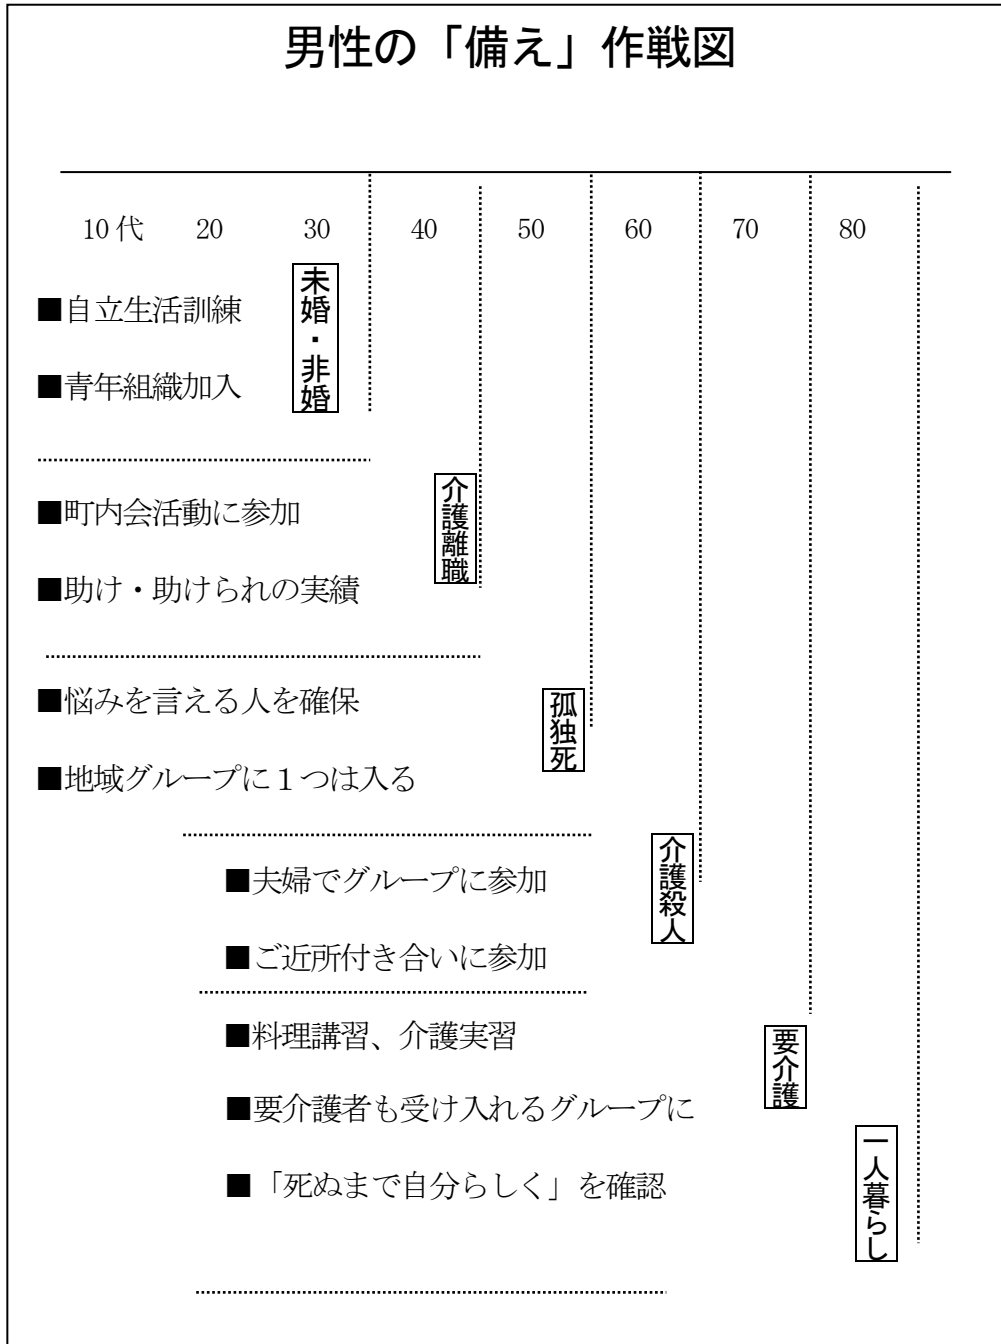 男性の「備え」作戦図
10代 20 30 40 50 60 70 80
未婚・非婚
■自立生活訓練
■青年組織加入
介護離職
■町内会活動に参加
■助け・助けられの実績
孤独死
■悩みを言える人を確保
■地域グループに１つは入る
介護殺人
■夫婦でグループに参加
■ご近所付き合いに参加
要介護
■料理講習、介護実習
■要介護者も受け入れるグループに
一人暮らし
■「死ぬまで自分らしく」を確認